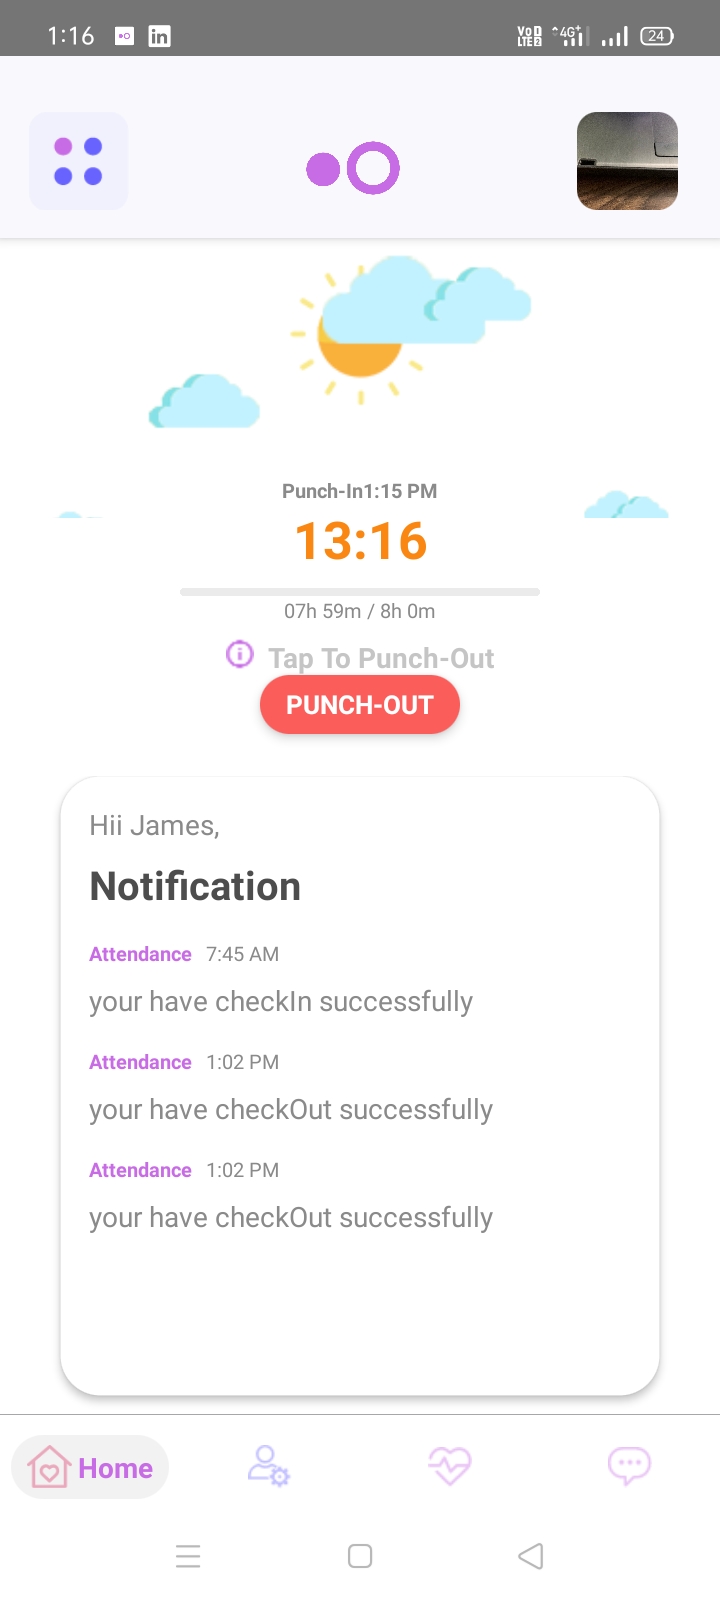 1:16 in VoD LTE2 4G+ 24
Punch-In1:15 PM
13:16
07h 59m / 8h 0m
Tap To Punch-Out
PUNCH-OUT
Hii James,
Notification
Attendance 7:45 AM
your have checkIn successfully
Attendance 1:02 PM
your have checkOut successfully
Attendance 1:02 PM
your have checkOut successfully
Home